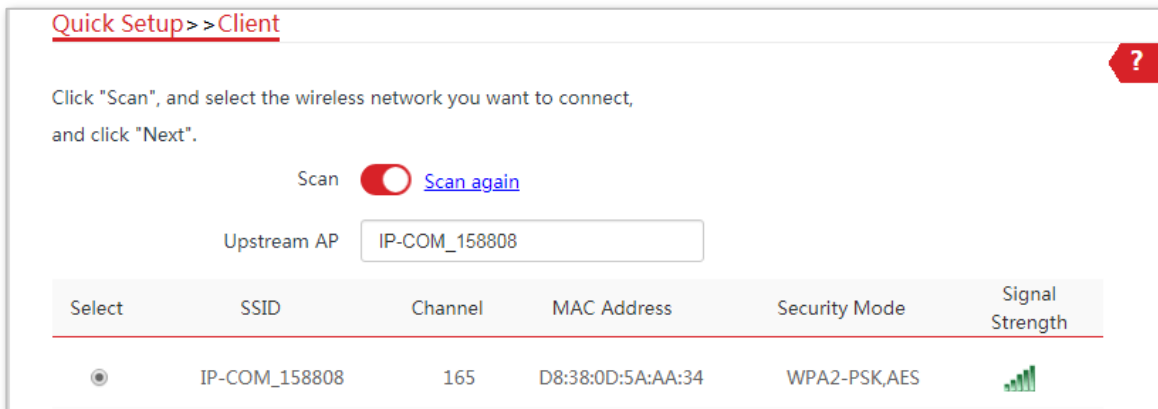 Quick Setup>>Client
?
Click "Scan", and select the wireless network you want to connect,
and click "Next".
Scan Scan again
Upstream AP IP-COM_158808
Select SSID Channel MAC Address Security Mode Signal Strength
IP-COM_158808 165 D8:38:0D:5A:AA:34 WPA2-PSK,AES